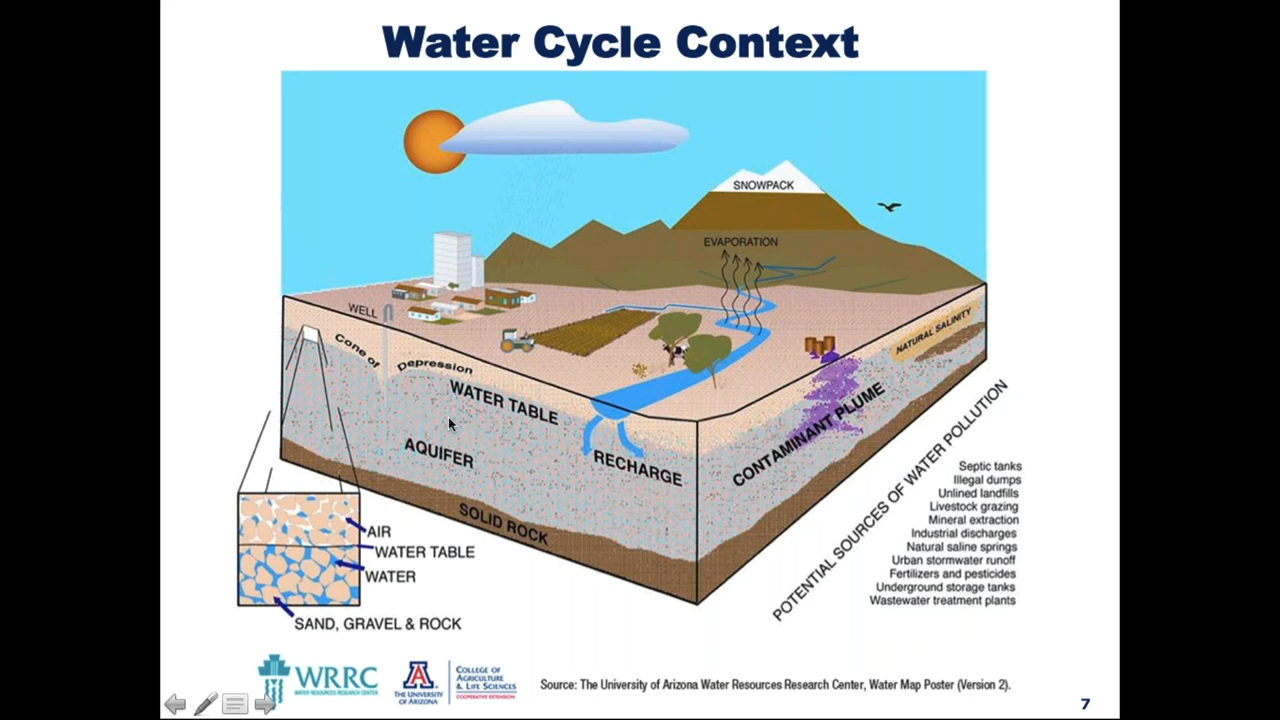 Water Cycle Context
SNOWPACK
EVAPORATION
WELL
Cone of Depression
NATURAL SALINITY
WATER TABLE
CONTAMINANT PLUME
AQUIFER
RECHARGE
SOLID ROCK
POTENTIAL SOURCES OF WATER POLLUTION
Septic tanks
Illegal dumps
Unlined landfills
Livestock grazing
Mineral extraction
Industrial discharges
Natural saline springs
Urban stormwater runoff
Fertilizers and pesticides
Underground storage tanks
Wastewater treatment plants
AIR
WATER TABLE
WATER
SAND, GRAVEL & ROCK
WRRC
WATER RESOURCES RESEARCH CENTER
A
THE UNIVERSITY
OF ARIZONA
COLLEGE OF
AGRICULTURE
& LIFE SCIENCES
COOPERATIVE EXTENSION
Source: The University of Arizona Water Resources Research Center, Water Map Poster (Version 2).
7